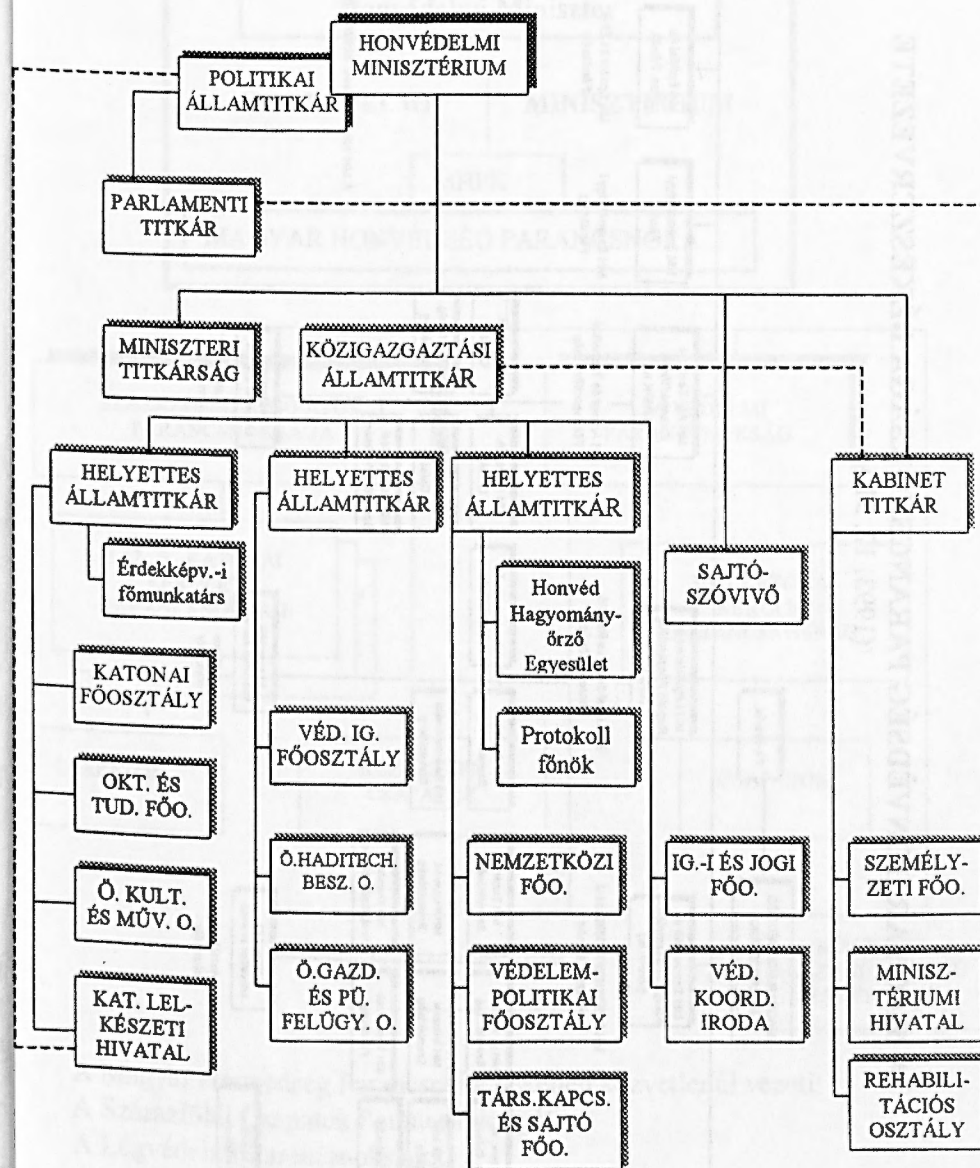 HONVÉDELMI
MINISZTÉRIUM
POLITIKAI
ÁLLAMTITKÁR
PARLAMENTI
TITKÁR
MINISZTERI
TITKÁRSÁG
KÖZIGAZGAZTÁSI
ÁLLAMTITKÁR
HELYETTES
ÁLLAMTITKÁR
Érdekképv.-i
főmunkatárs
KATONAI
FŐOSZTÁLY
OKT. ÉS
TUD. FŐO.
Ö. KULT.
ÉS MŰV. O.
KAT. LEL-
KÉSZETI
HIVATAL
HELYETTES
ÁLLAMTITKÁR
VÉD. IG.
FŐOSZTÁLY
Ö.HADITECH.
BESZ. O.
Ö.GAZD.
ÉS PÜ.
FELÜGY. O.
HELYETTES
ÁLLAMTITKÁR
Honvéd
Hagyomány-
őrző
Egyesület
Protokoll
főnök
NEMZETKÖZI
FŐO.
VÉDELEM-
POLITIKAI
FŐOSZTÁLY
TÁRS.KAPCS.
ÉS SAJTÓ
FŐO.
IG.-I ÉS JOGI
FŐO.
VÉD.
KOORD.
IRODA
SAJTÓ-
SZÓVIVŐ
KABINET
TITKÁR
SZEMÉLY-
ZETI FŐO.
MINISZ-
TÉRIUMI
HIVATAL
REHABILI-
TÁCIÓS
OSZTÁLY